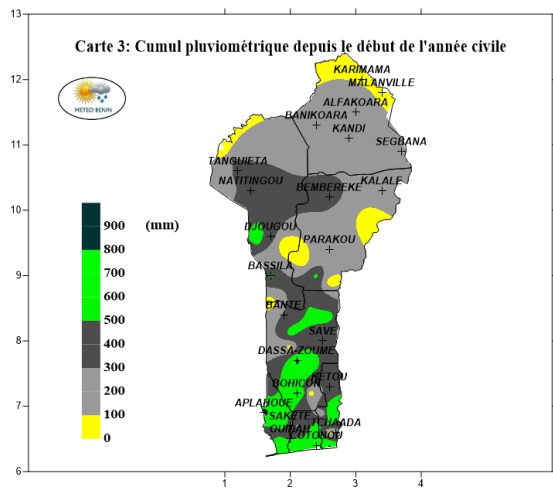 Carte 3: Cumul pluviométrique depuis le début de l'année civile
METEO BENIN
KARIMAMA
MALANVILLE
ALFAKOARA
BANIKOARA
KANDI
SEGBANA
TANGUIETA
NATITINGOU
BEMBEREKE
KALALE
DJOUGOU
PARAKOU
BASSILA
BANTE
SAVE
DASSA-ZOUME
KETOU
BOHICON
APLAHOUE
SAKETE
TCHAADA
OUIDAH
COTONOU
(mm)
900
800
700
600
500
400
300
200
100
0
13
12
11
10
9
8
7
6
1
2
3
4